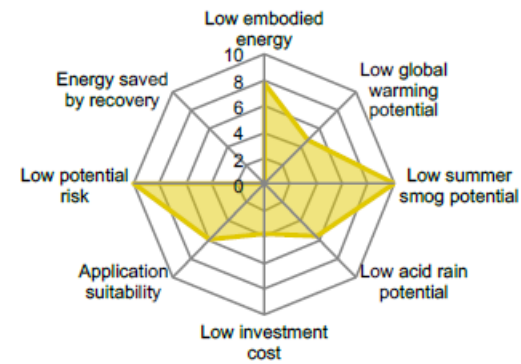 Low embodied
energy
10
8
6
4
2
0
Low global
warming
potential
Energy saved
by recovery
Low potential
risk
Low summer
smog potential
Application
suitability
Low acid rain
potential
Low investment
cost